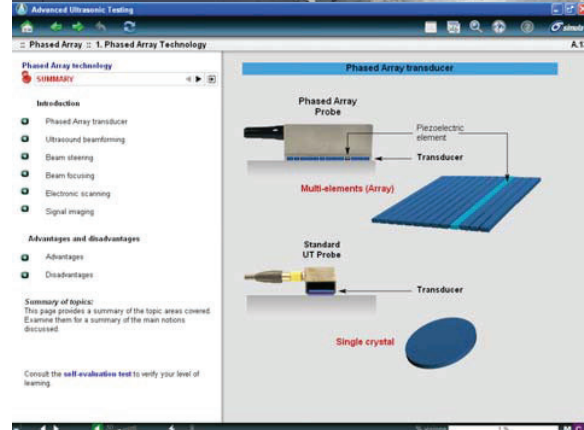 Advanced Ultrasonic Testing
:: Phased Array :: 1. Phased Array Technology
A.1
Phased Array technology
SUMMARY
Introduction
Phased Array transducer
Ultrasound beamforming
Beam steering
Beam focusing
Electronic scanning
Signal imaging
Advantages and disadvantages
Advantages
Disadvantages
Summary of topics:
This page provides a summary of the topic areas covered.
Examine them for a summary of the main notions
discussed
Consult the self-evaluation test to verify your level of
learning.
Phased Array transducer
Phased Array
Probe
Piezoelectric
element
Transducer
Multi-elements (Array)
Standard
UT Probe
Transducer
Single crystal